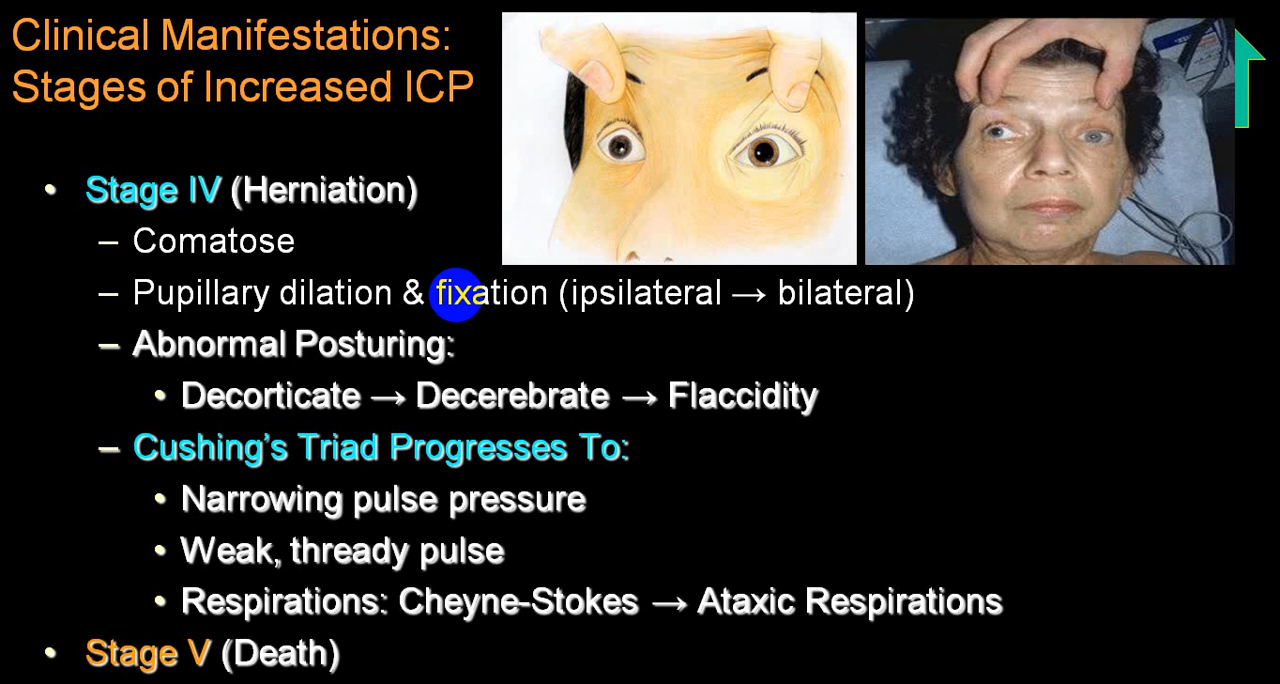 Clinical Manifestations:
Stages of Increased ICP
• Stage IV (Herniation)
– Comatose
– Pupillary dilation & fixation (ipsilateral → bilateral)
– Abnormal Posturing:
• Decorticate → Decerebrate → Flaccidity
– Cushing’s Triad Progresses To:
• Narrowing pulse pressure
• Weak, thready pulse
• Respirations: Cheyne-Stokes → Ataxic Respirations
• Stage V (Death)